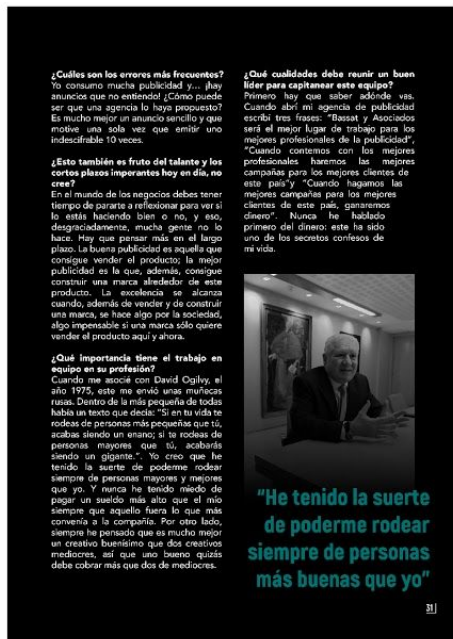 ¿Cuáles son los errores más frecuentes?
Yo consumo mucha publicidad y... ¡hay
anuncios que no entiendo! ¿Cómo puede
ser que una agencia lo haya propuesto?
Es mucho mejor un anuncio sencillo y que
motive una sola vez que emitir uno
indescifrable 10 veces.
¿Esto también es fruto del talante y los
cortos plazos imperantes hoy en día, no
cree?
En el mundo de los negocios debes tener
tiempo de pararte a reflexionar para ver si
lo estás haciendo bien o no, y eso,
desgraciadamente, mucha gente no lo
hace. Hay que pensar más en el largo
plazo. La buena publicidad es aquella que
consigue vender el producto; la mejor
publicidad es la que, además, consigue
construir una marca alrededor de este
producto. La excelencia se alcanza
cuando, además de vender y de construir
una marca, se hace algo por la sociedad,
algo impensable si una marca sólo quiere
vender el producto aquí y ahora.
¿Qué importancia tiene el trabajo en
equipo en su profesión?
Cuando me asocié con David Ogilvy, el
año 1975, este me envió unas muñecas
rusas. Dentro de la más pequeña de todas
había un texto que decía: "Si en tu vida te
rodeas de personas más pequeñas que tú,
acabas siendo un enano; si te rodeas de
personas mayores que tú, acabarás
siendo un gigante.". Yo creo que he
tenido la suerte de poderme rodear
siempre de personas mayores y mejores
que yo. Y nunca he tenido miedo de
pagar un sueldo más alto que el mío
siempre que aquello fuera lo que más
convenía a la compañía. Por otro lado,
siempre he pensado que es mucho mejor
un creativo buenísimo que dos creativos
mediocres, así que uno bueno quizás
debe cobrar más que dos de mediocres.
¿Qué cualidades debe reunir un buen
líder para capitanear este equipo?
Primero hay que saber adónde vas.
Cuando abrí mi agencia de publicidad
escribí tres frases: "Bassat y Asociados
será el mejor lugar de trabajo para los
mejores profesionales de la publicidad",
"Cuando contemos con los mejores
profesionales haremos las mejores
campañas para los mejores clientes de
este país"y "Cuando hagamos las
mejores campañas para los mejores
clientes de este país, ganaremos
dinero". Nunca he hablado
primero del dinero: este ha sido
uno de los secretos confesos de
mi vida.
"He tenido la suerte
de poderme rodear
siempre de personas
más buenas que yo"
31